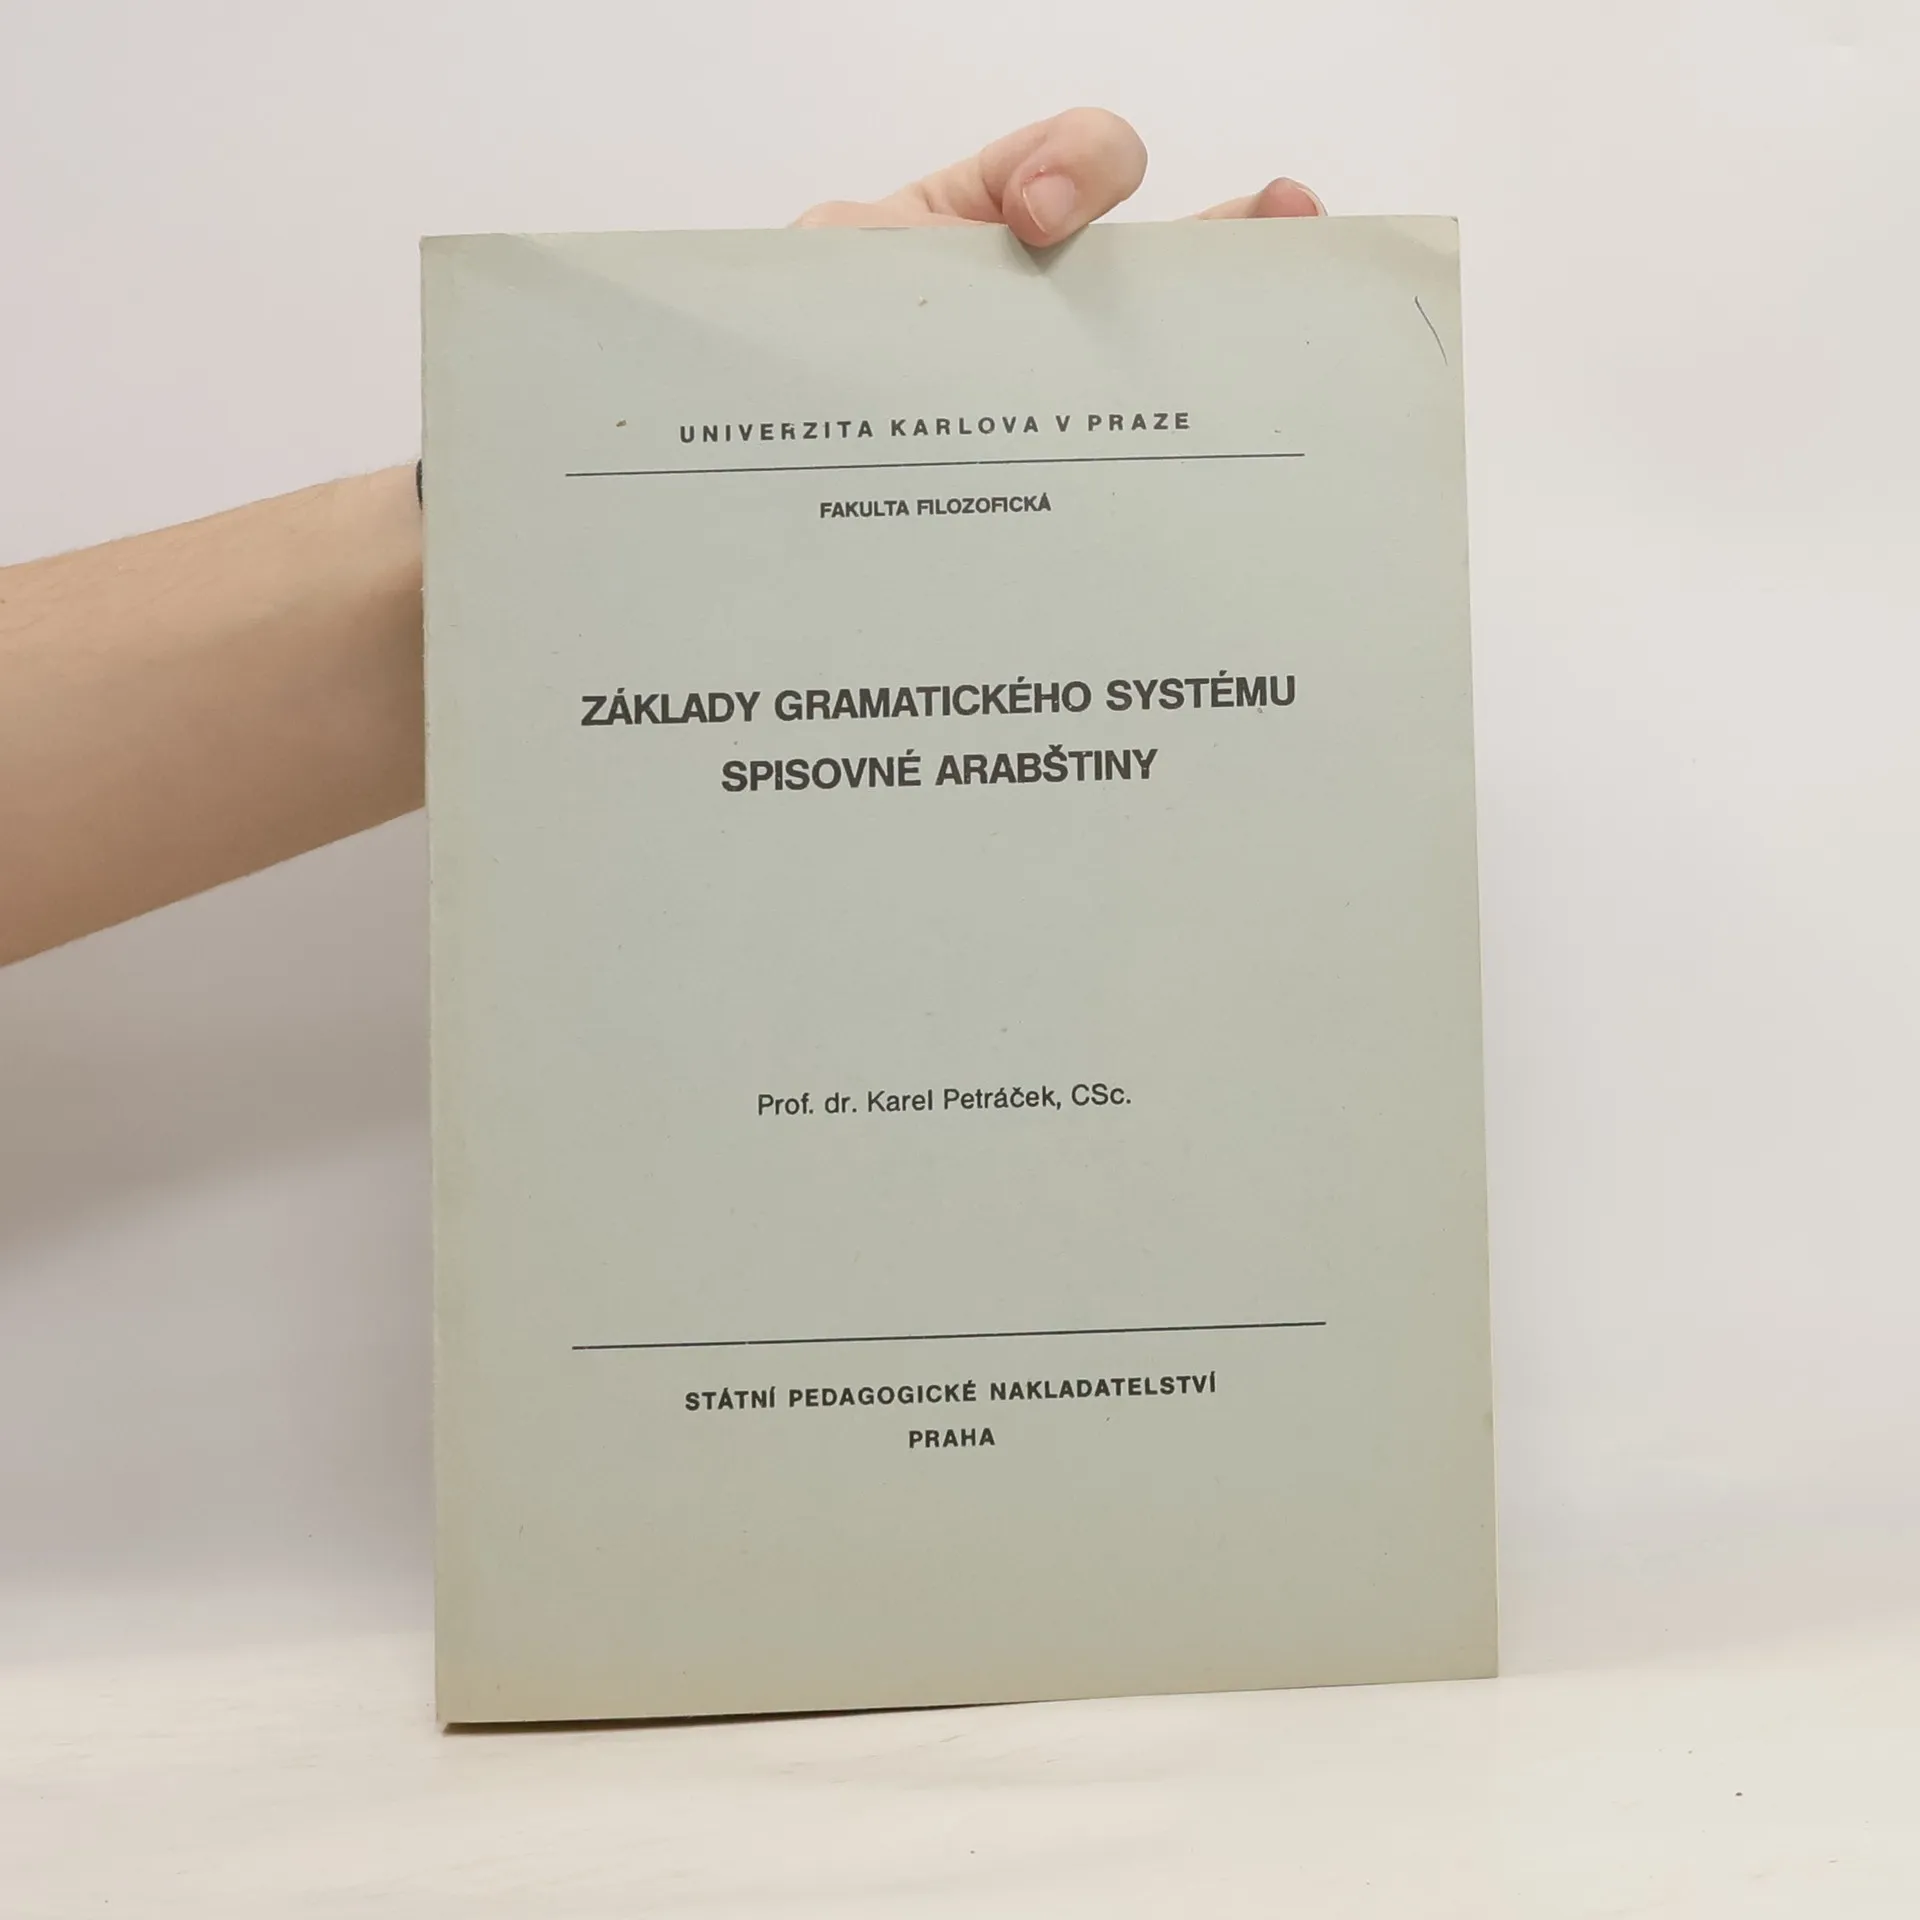 UNIVERZITA KARLOVA V PRAZE
FAKULTA FILOZOFICKÁ
ZÁKLADY GRAMATICKÉHO SYSTÉMU
SPISOVNÉ ARABŠTINY
Prof. dr. Karel Petráček, CSc.
STÁTNÍ PEDAGOGICKÉ NAKLADATELSTVÍ
PRAHA